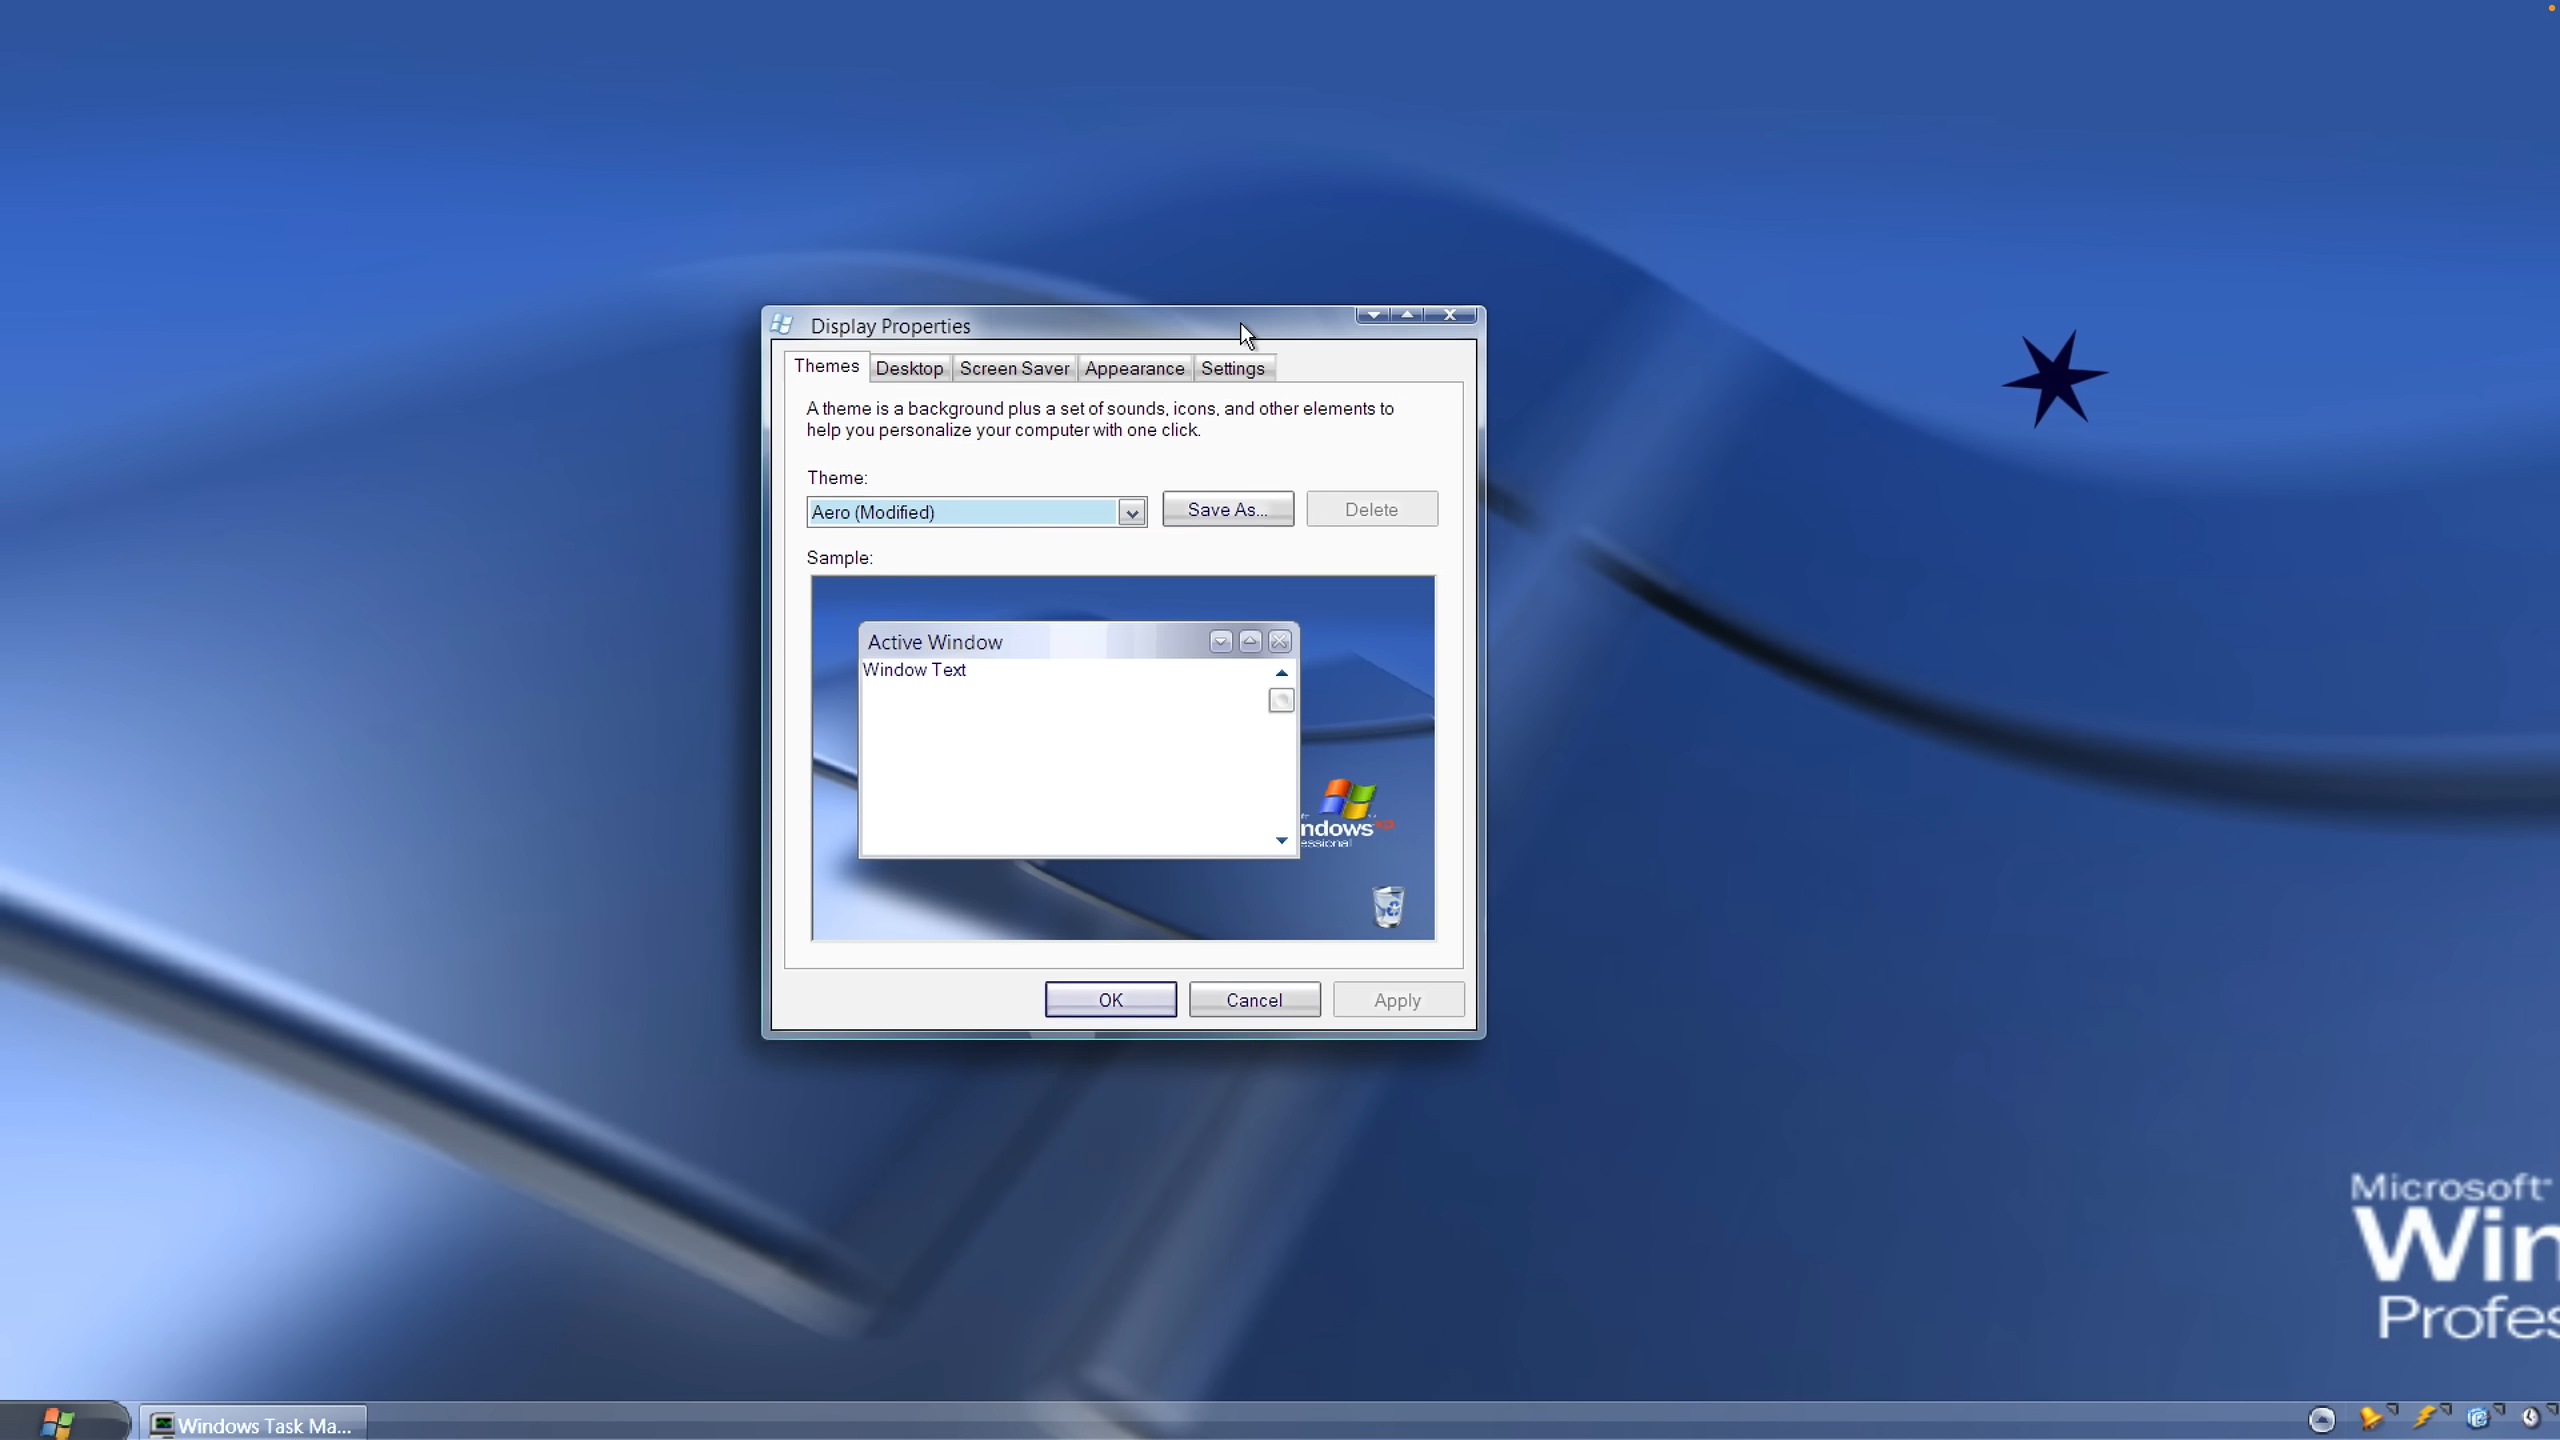 Display Properties
Themes
Desktop
Screen Saver
Appearance
Settings
A theme is a background plus a set of sounds, icons, and other elements to
help you personalize your computer with one click.
Theme:
Aero (Modified)
Save As...
Delete
Sample:
Active Window
Window Text
ndows xp
essional
OK
Cancel
Apply
Microsoft
Win
Profes
Windows Task Ma...